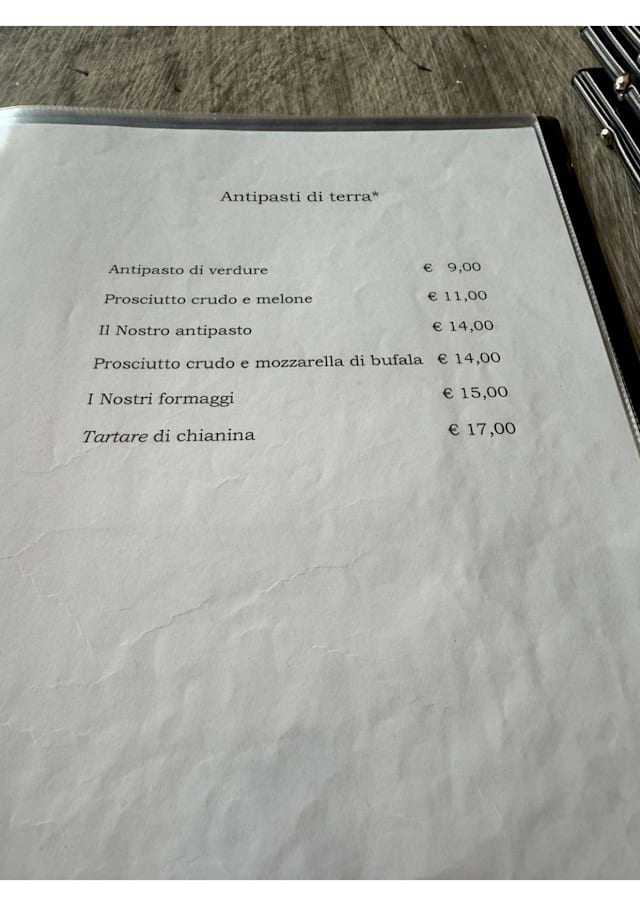 Antipasti di terra*
Antipasto di verdure € 9,00
Prosciutto crudo e melone € 11,00
Il Nostro antipasto € 14,00
Prosciutto crudo e mozzarella di bufala € 14,00
I Nostri formaggi € 15,00
Tartare di chianina € 17,00